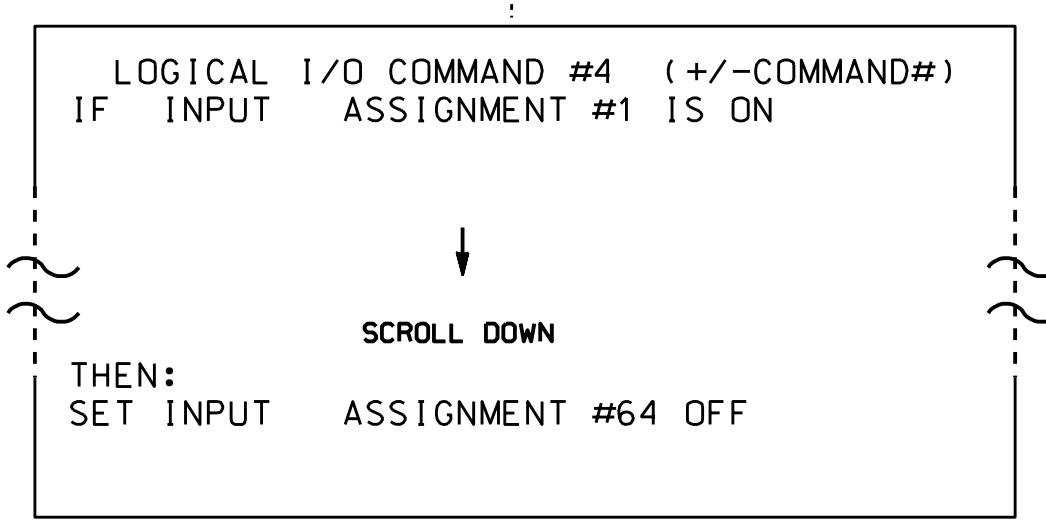 LOGICAL I/O COMMAND #4 (+/-COMMAND#)
IF INPUT ASSIGNMENT #1 IS ON
SCROLL DOWN
THEN:
SET INPUT ASSIGNMENT #64 OFF